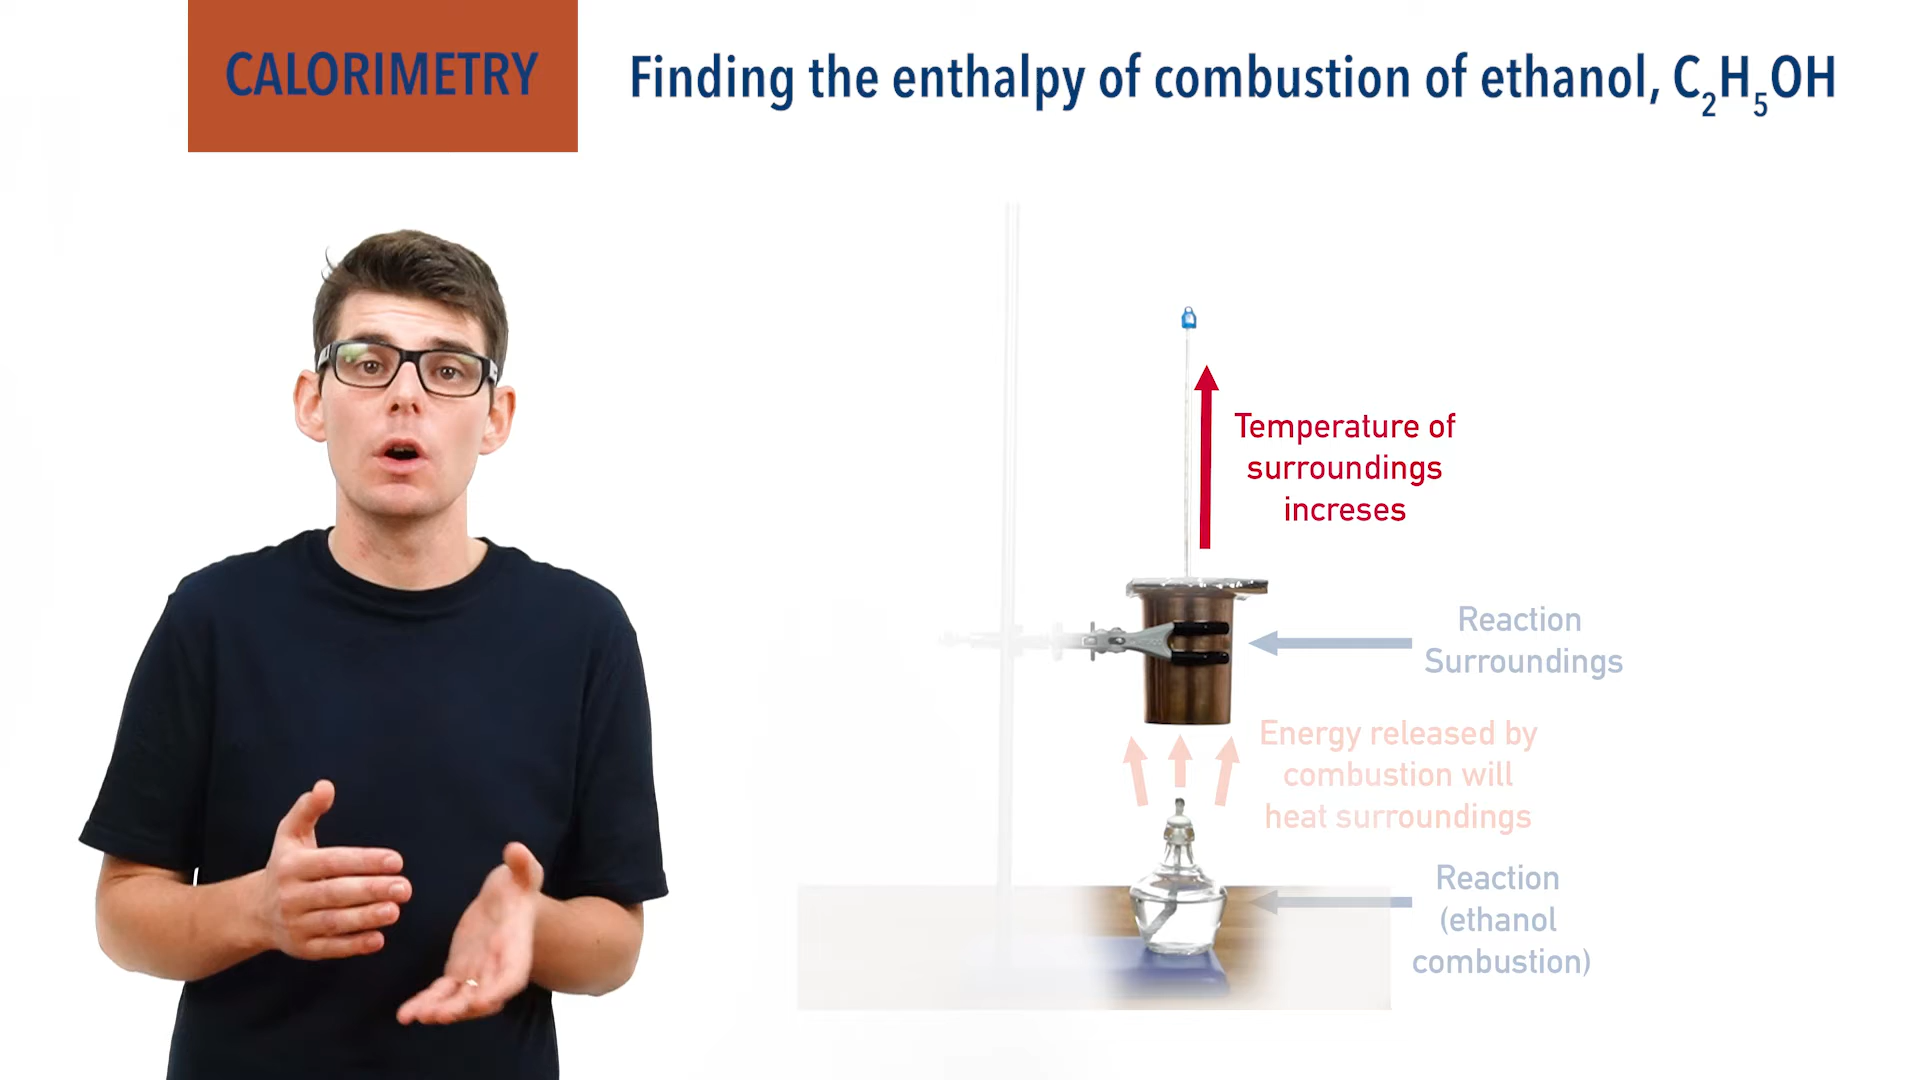 CALORIMETRY
Finding the enthalpy of combustion of ethanol, C₂H₅OH
Temperature of
surroundings
increses
Reaction
Surroundings
Energy released by
combustion will
heat surroundings
Reaction
(ethanol
combustion)